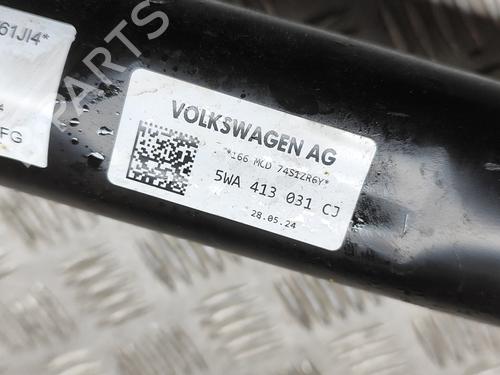 61JI4*
FG
VOLKSWAGEN AG
*166 MCD 74S1ZR6Y*
5WA 413 031 CJ
28.05.24